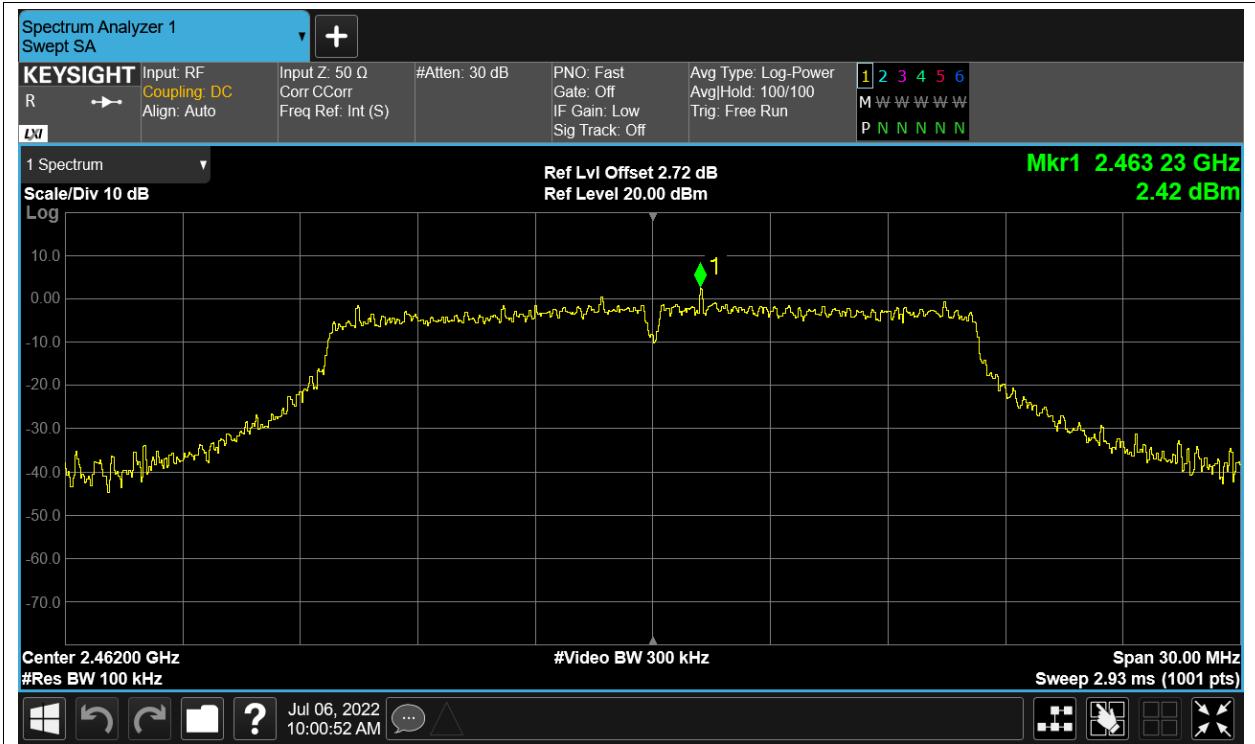 Spectrum Analyzer 1
Swept SA
KEYSIGHT
R
LXI
Input: RF
Coupling: DC
Align: Auto
Input Z: 50 Ω
Corr CCorr
Freq Ref: Int (S)
#Atten: 30 dB
PNO: Fast
Gate: Off
IF Gain: Low
Sig Track: Off
Avg Type: Log-Power
Avg|Hold: 100/100
Trig: Free Run
1 2 3 4 5 6
M W W W W W
P N N N N N
1 Spectrum
Scale/Div 10 dB
Log
Ref Lvl Offset 2.72 dB
Ref Level 20.00 dBm
Mkr1 2.463 23 GHz
2.42 dBm
1
10.0
0.00
-10.0
-20.0
-30.0
-40.0
-50.0
-60.0
-70.0
Center 2.46200 GHz
#Res BW 100 kHz
#Video BW 300 kHz
Span 30.00 MHz
Sweep 2.93 ms (1001 pts)
?
Jul 06, 2022
10:00:52 AM